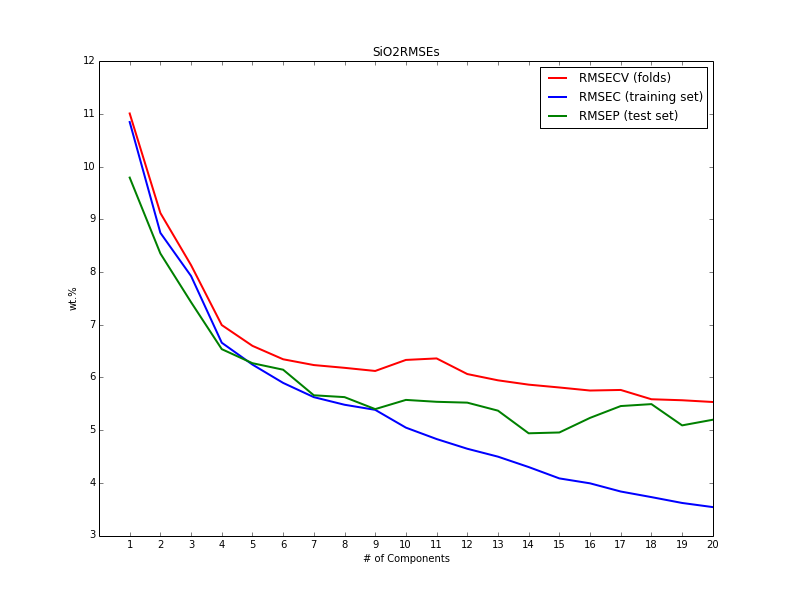 SiO2RMSEs
12
11
10
9
8
7
6
5
4
3
wt.%
RMSECV (folds)
RMSEC (training set)
RMSEP (test set)
1 2 3 4 5 6 7 8 9 10 11 12 13 14 15 16 17 18 19 20
# of Components